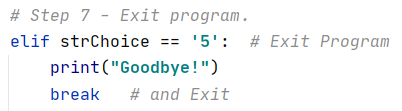 # Step 7 - Exit program.
elif strChoice == '5':  # Exit Program
    print("Goodbye!")
    break   # and Exit